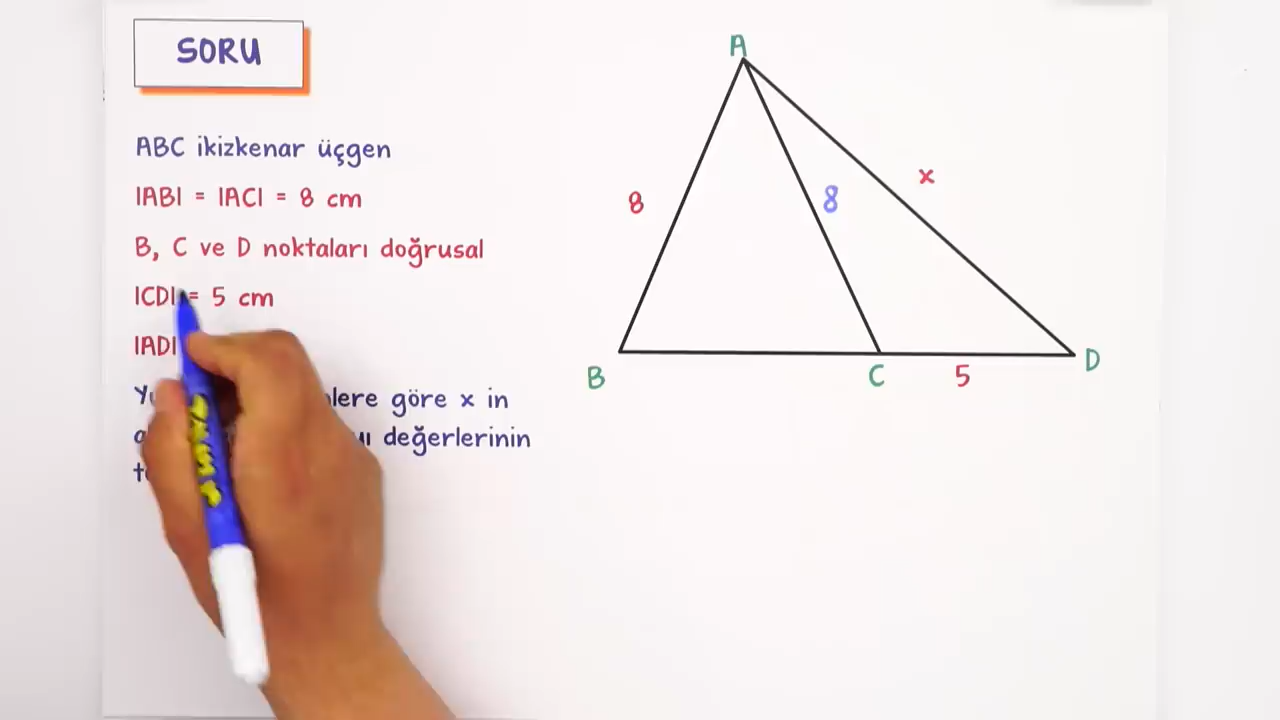 SORU
ABC ikizkenar üçgen
|AB| = |AC| = 8 cm
B, C ve D noktaları doğrusal
|CD| = 5 cm
|AD|
göre x in
değerlerinin
A
8
8
x
B
C
5
D